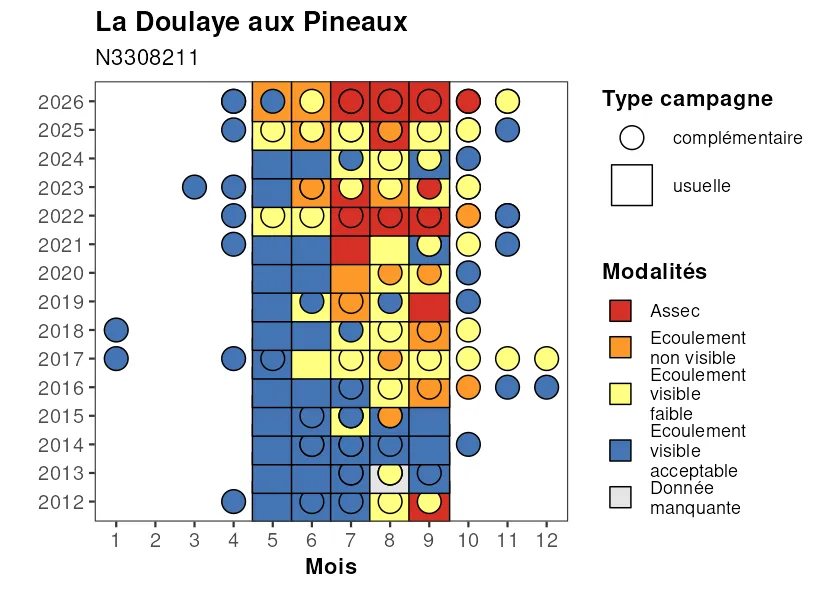 La Doulaye aux Pineaux
N3308211
2026
2025
2024
2023
2022
2021
2020
2019
2018
2017
2016
2015
2014
2013
2012
1 2 3 4 5 6 7 8 9 10 11 12
Mois
Type campagne
complémentaire
usuelle
Modalités
Assec
Ecoulement
non visible
Ecoulement
visible
faible
Ecoulement
visible
acceptable
Donnée
manquante